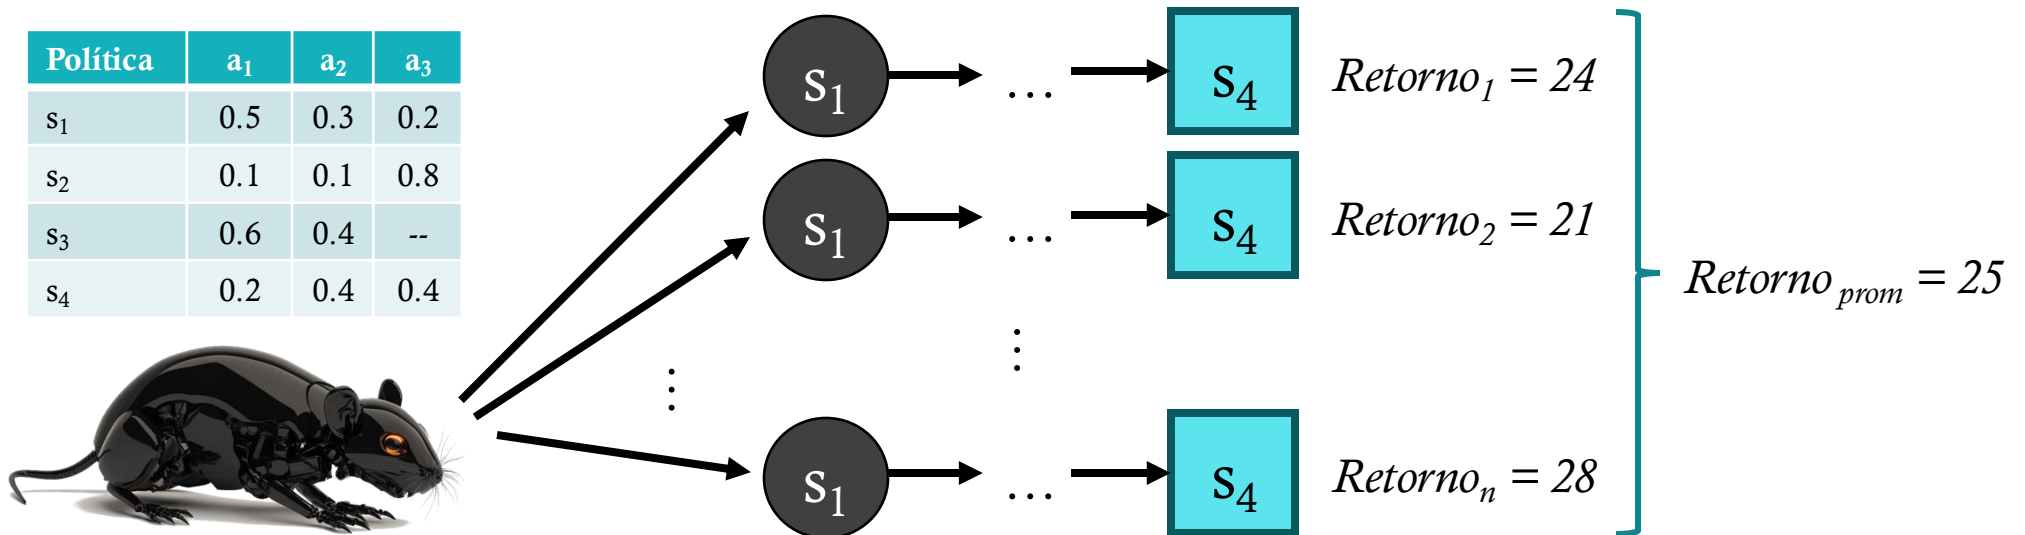 Política a₁ a₂ a₃
s₁ 0.5 0.3 0.2
s₂ 0.1 0.1 0.8
s₃ 0.6 0.4 --
s₄ 0.2 0.4 0.4
s₁ ... s₄ Retorno₁ = 24
s₁ ... s₄ Retorno₂ = 21
⋮ ⋮
s₁ ... s₄ Retornoₙ = 28
Retorno prom = 25